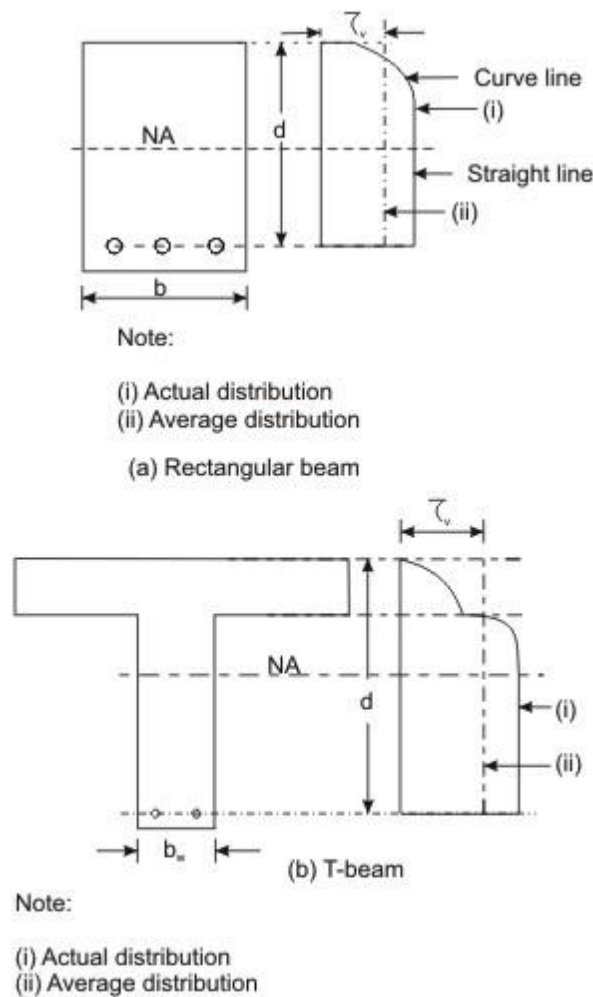 τv
d
Curve line
(i)
NA
Straight line
(ii)
b
Note:
(i) Actual distribution
(ii) Average distribution
(a) Rectangular beam
τv
NA
d
(i)
(ii)
bw
(b) T-beam
Note:
(i) Actual distribution
(ii) Average distribution